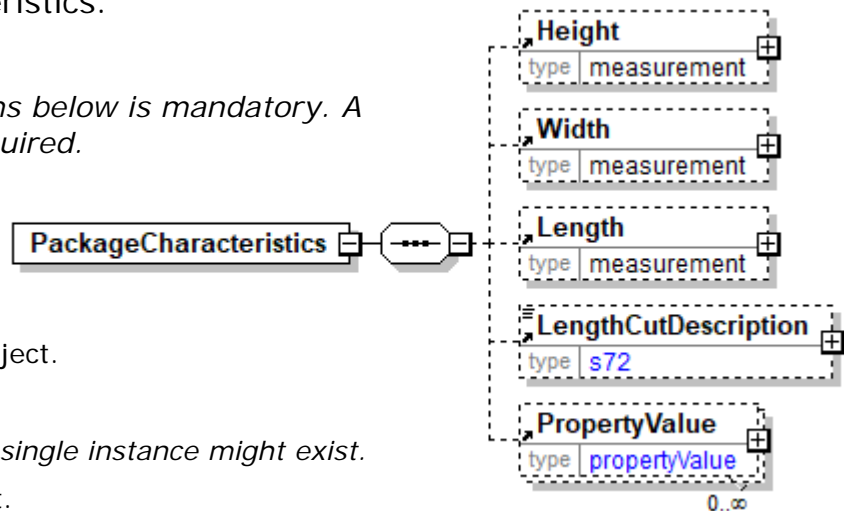 eristics.
ns below is mandatory. A
uired.
ject.
single instance might exist.
t.
PackageCharacteristics
Height
type measurement
Width
type measurement
Length
type measurement
LengthCutDescription
type s72
PropertyValue
type propertyValue
0..∞